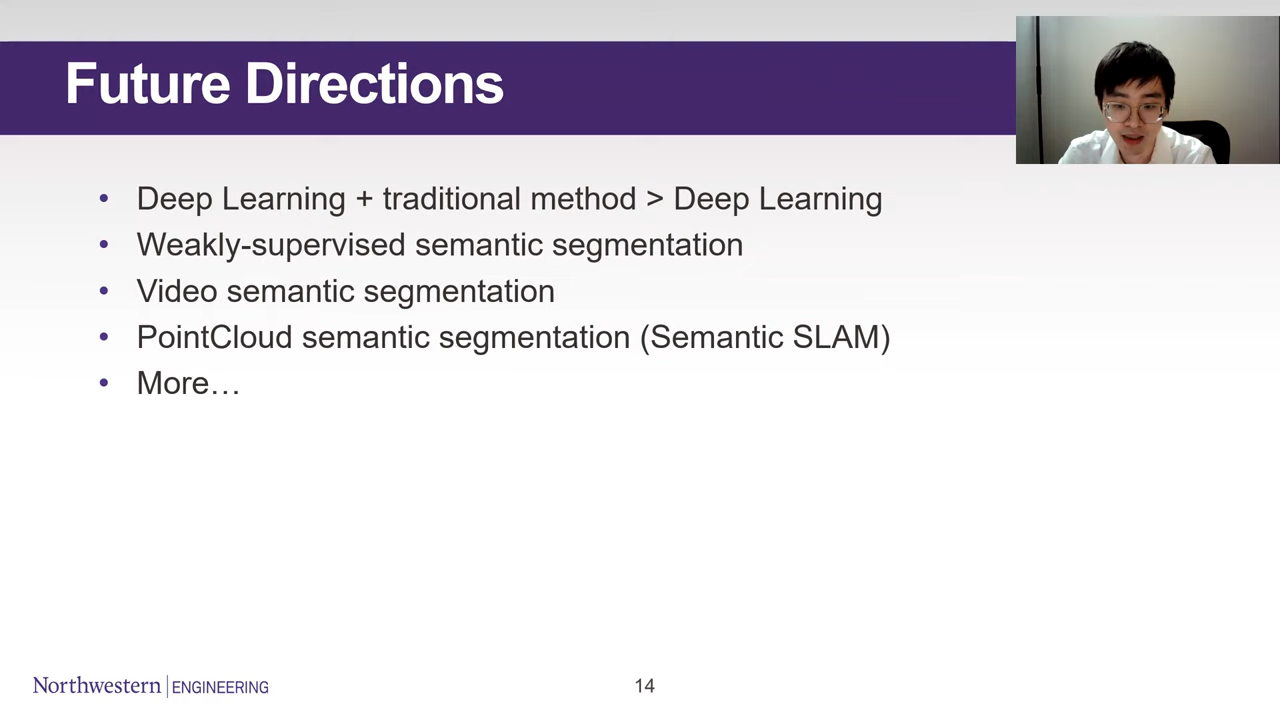 Future Directions
• Deep Learning + traditional method > Deep Learning
• Weakly-supervised semantic segmentation
• Video semantic segmentation
• PointCloud semantic segmentation (Semantic SLAM)
• More…
Northwestern | ENGINEERING
14